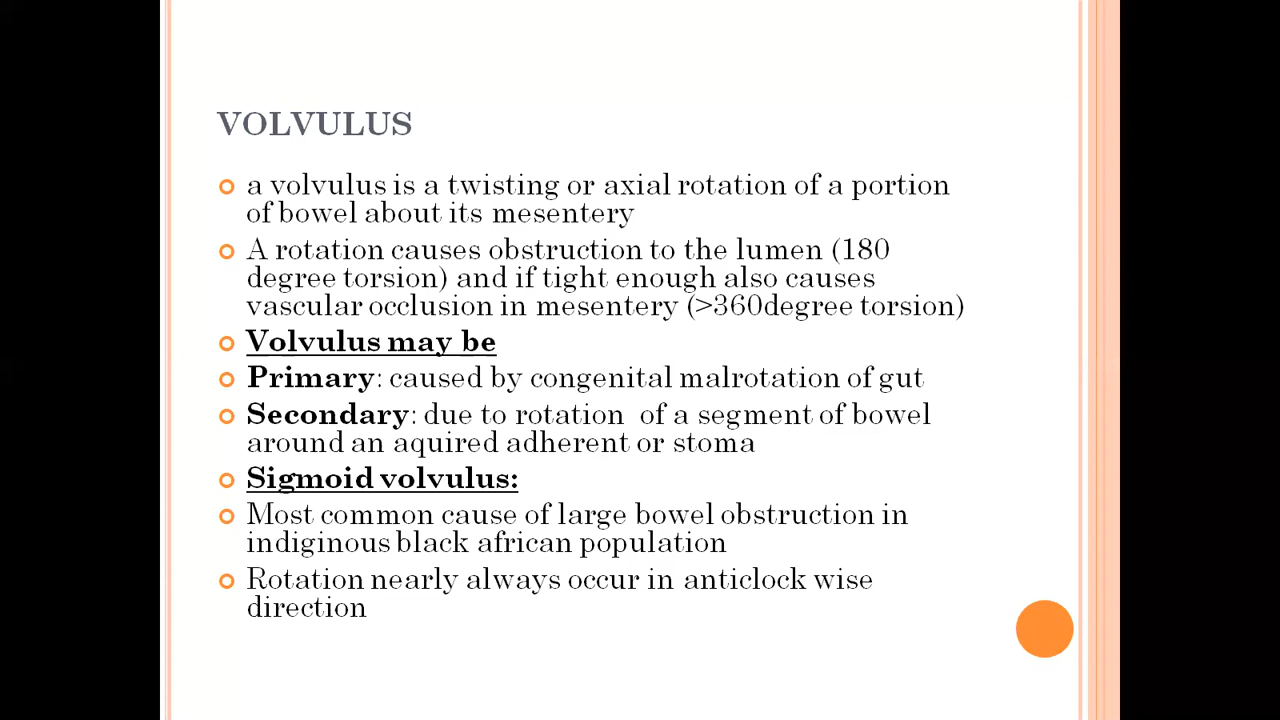 VOLVULUS
a volvulus is a twisting or axial rotation of a portion
of bowel about its mesentery
A rotation causes obstruction to the lumen (180
degree torsion) and if tight enough also causes
vascular occlusion in mesentery (>360degree torsion)
Volvulus may be
Primary: caused by congenital malrotation of gut
Secondary: due to rotation  of a segment of bowel
around an aquired adherent or stoma
Sigmoid volvulus:
Most common cause of large bowel obstruction in
indiginous black african population
Rotation nearly always occur in anticlock wise
direction